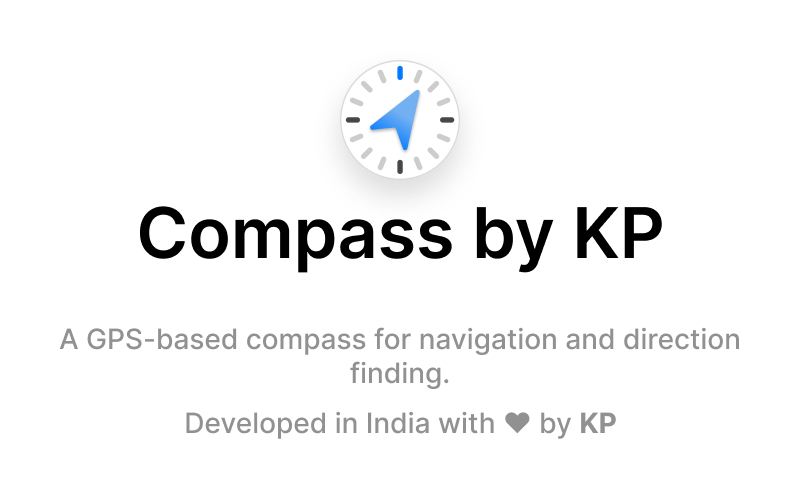 Compass by KP
A GPS-based compass for navigation and direction
finding.
Developed in India with ♥ by KP